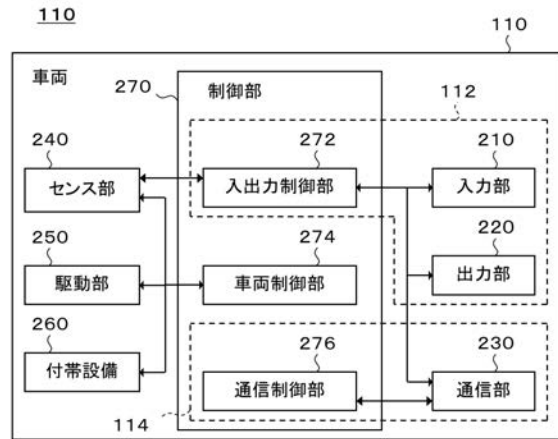 110
110
車両
270
制御部
112
240
272
210
センス部
入出力制御部
入力部
250
274
220
駆動部
車両制御部
出力部
260
276
230
付帯設備
通信制御部
通信部
114